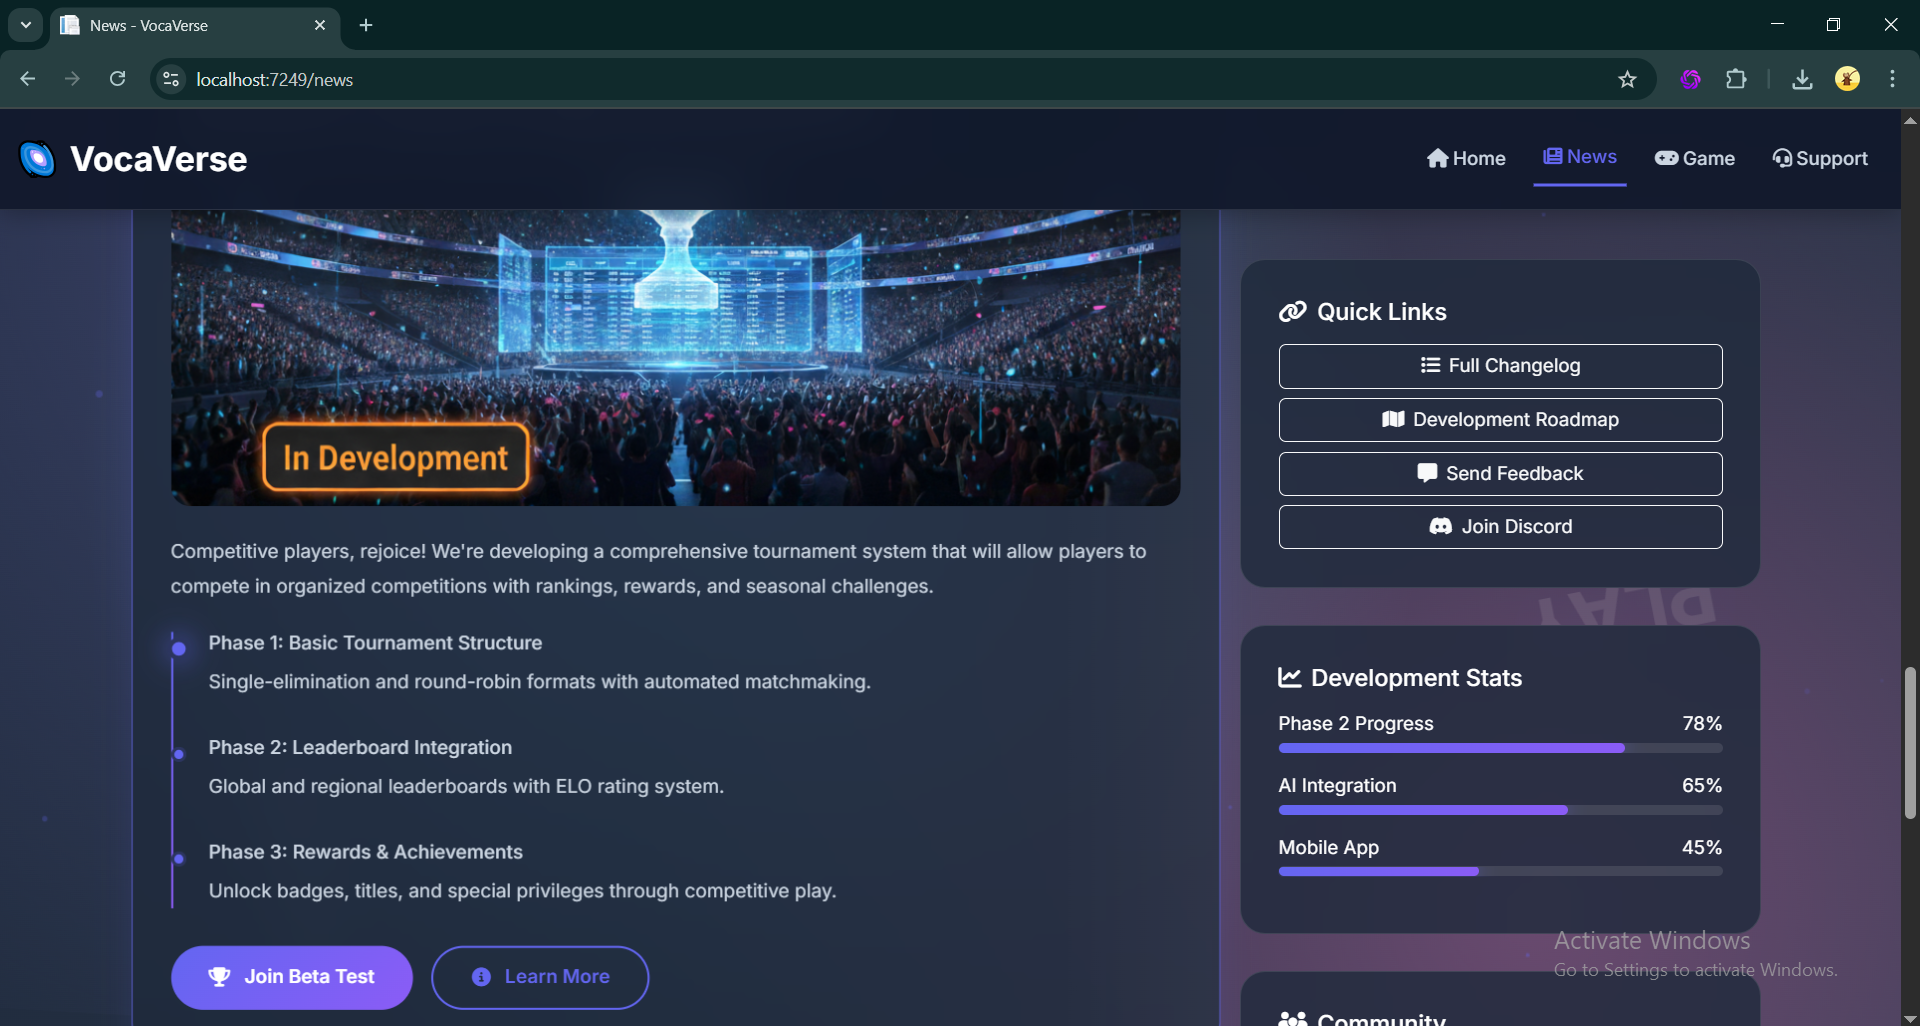 News - VocaVerse
localhost:7249/news
VocaVerse
Home
News
Game
Support
In Development
Competitive players, rejoice! We're developing a comprehensive tournament system that will allow players to
compete in organized competitions with rankings, rewards, and seasonal challenges.
Phase 1: Basic Tournament Structure
Single-elimination and round-robin formats with automated matchmaking.
Phase 2: Leaderboard Integration
Global and regional leaderboards with ELO rating system.
Phase 3: Rewards & Achievements
Unlock badges, titles, and special privileges through competitive play.
Join Beta Test
Learn More
Quick Links
Full Changelog
Development Roadmap
Send Feedback
Join Discord
PLAY
Development Stats
Phase 2 Progress 78%
AI Integration 65%
Mobile App 45%
Activate Windows
Go to Settings to activate Windows.
Community